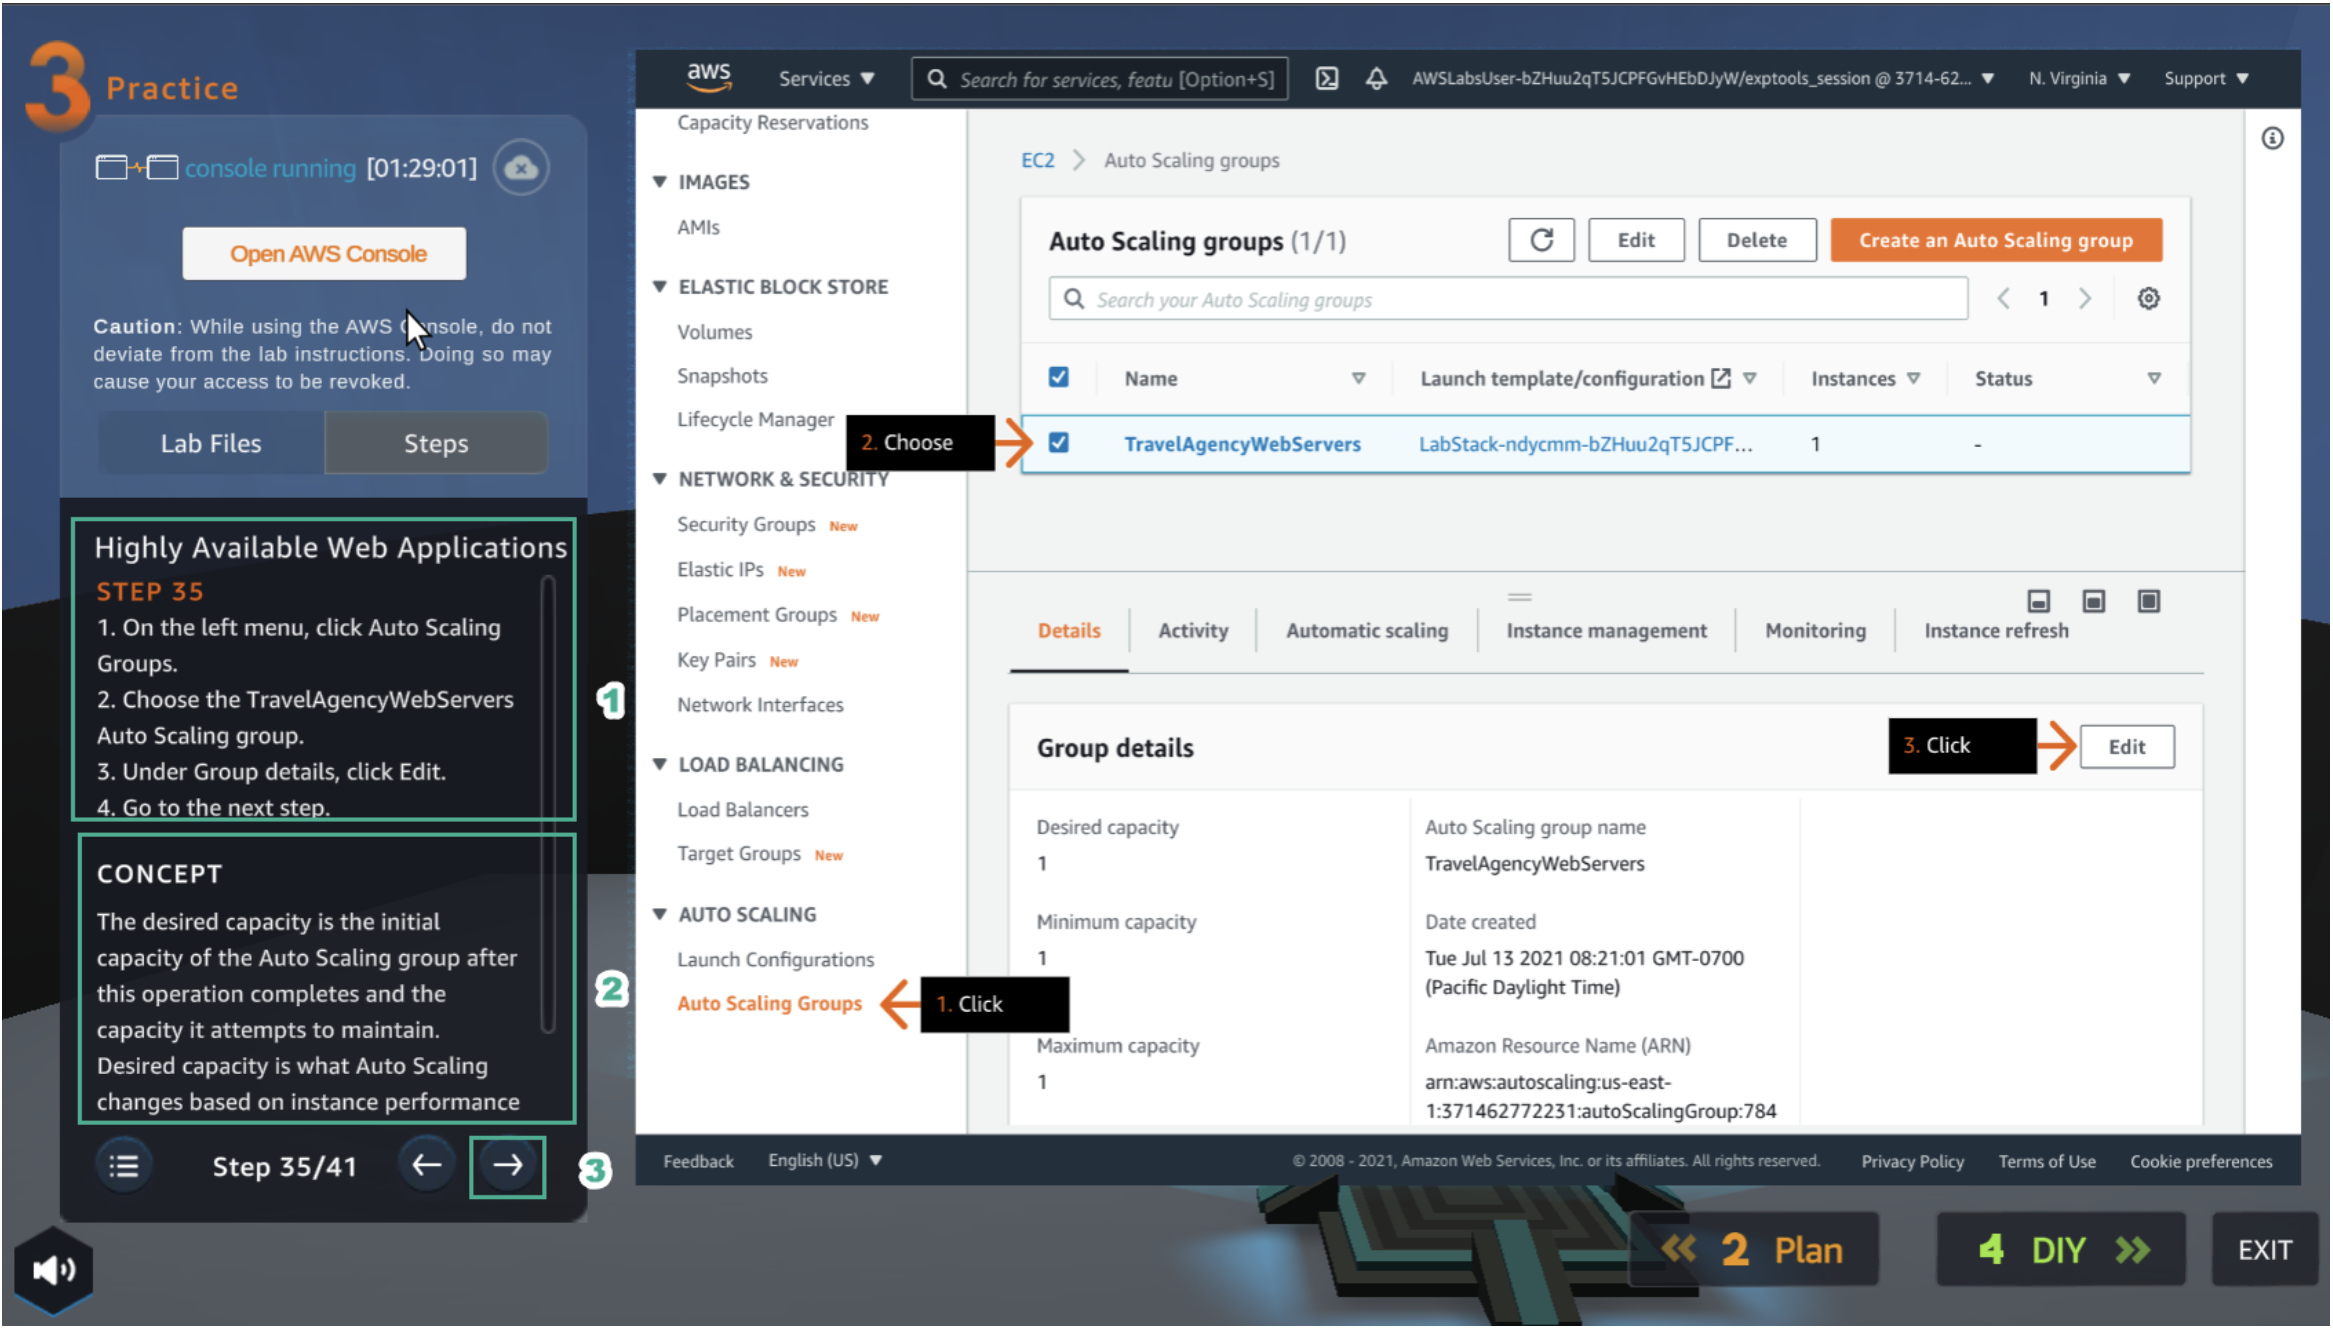 3 Practice
console running [01:29:01]
Open AWS Console
Caution: While using the AWS Console, do not
deviate from the lab instructions. Doing so may
cause your access to be revoked.
Lab Files
Steps
Highly Available Web Applications
STEP 35
1. On the left menu, click Auto Scaling
Groups.
2. Choose the TravelAgencyWebServers
Auto Scaling group.
3. Under Group details, click Edit.
4. Go to the next step.
1
CONCEPT
The desired capacity is the initial
capacity of the Auto Scaling group after
this operation completes and the
capacity it attempts to maintain.
Desired capacity is what Auto Scaling
changes based on instance performance
2
Step 35/41
3
aws
Services
Search for services, featu [Option+S]
AWSLabsUser-bZHuu2qT5JCPFGvHEbDJyW/exptools_session @ 3714-62...
N. Virginia
Support
Capacity Reservations
IMAGES
AMIs
ELASTIC BLOCK STORE
Volumes
Snapshots
Lifecycle Manager
NETWORK & SECURITY
Security Groups New
Elastic IPs New
Placement Groups New
Key Pairs New
Network Interfaces
LOAD BALANCING
Load Balancers
Target Groups New
AUTO SCALING
Launch Configurations
Auto Scaling Groups
1. Click
EC2 > Auto Scaling groups
Auto Scaling groups (1/1)
Edit
Delete
Create an Auto Scaling group
Search your Auto Scaling groups
1
Name
Launch template/configuration
Instances
Status
2. Choose
TravelAgencyWebServers
LabStack-ndycmm-bZHuu2qT5JCPF...
1
-
Details
Activity
Automatic scaling
Instance management
Monitoring
Instance refresh
Group details
3. Click
Edit
Desired capacity
1
Minimum capacity
1
Maximum capacity
1
Auto Scaling group name
TravelAgencyWebServers
Date created
Tue Jul 13 2021 08:21:01 GMT-0700
(Pacific Daylight Time)
Amazon Resource Name (ARN)
arn:aws:autoscaling:us-east-
1:371462772231:autoScalingGroup:784
Feedback
English (US)
© 2008 - 2021, Amazon Web Services, Inc. or its affiliates. All rights reserved.
Privacy Policy
Terms of Use
Cookie preferences
2 Plan
4 DIY
EXIT